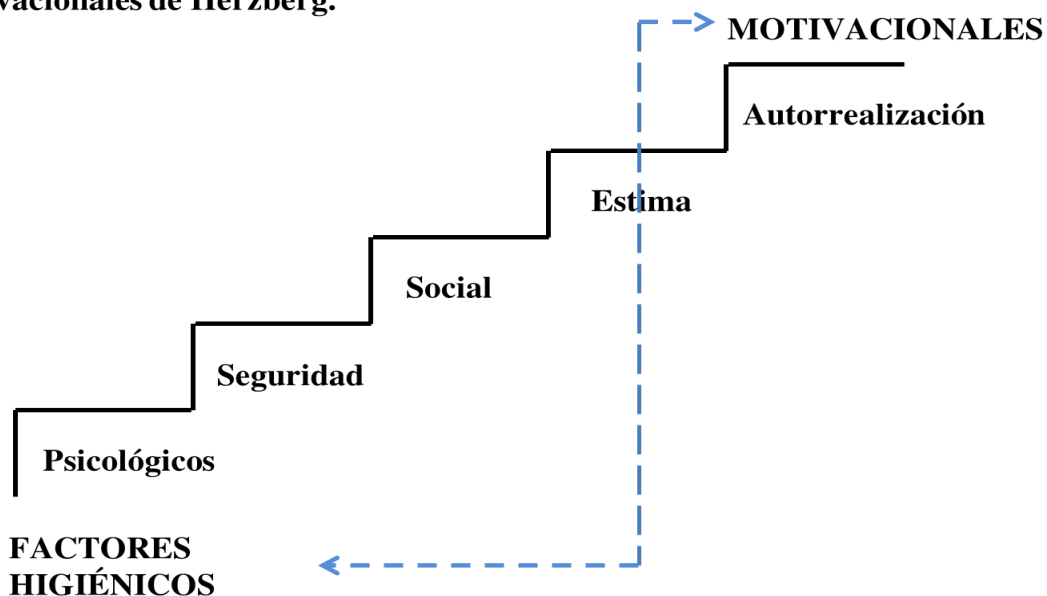 vacionales de Herzberg.
MOTIVACIONALES
Autorrealización
Estima
Social
Seguridad
Psicológicos
FACTORES
HIGIÉNICOS